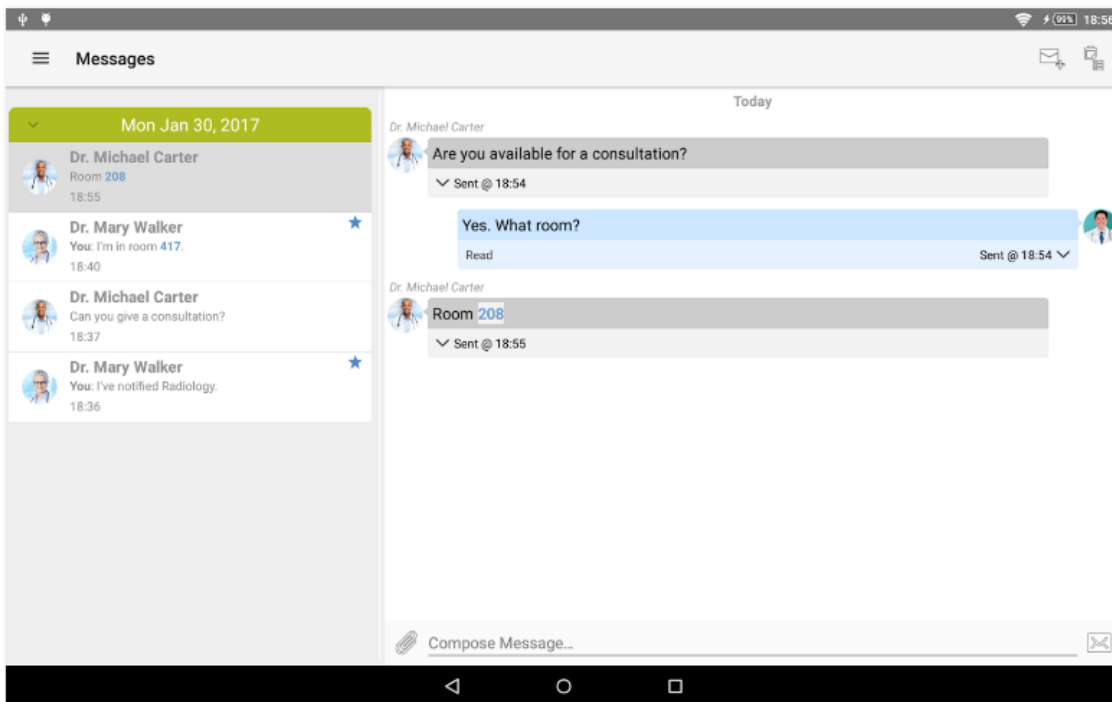 99% 18:56
Messages
Mon Jan 30, 2017
Dr. Michael Carter
Room 208
18:55
Dr. Mary Walker
You: I'm in room 417.
18:40
Dr. Michael Carter
Can you give a consultation?
18:37
Dr. Mary Walker
You: I've notified Radiology.
18:36
Today
Dr. Michael Carter
Are you available for a consultation?
Sent @ 18:54
Yes. What room?
Read Sent @ 18:54
Dr. Michael Carter
Room 208
Sent @ 18:55
Compose Message...